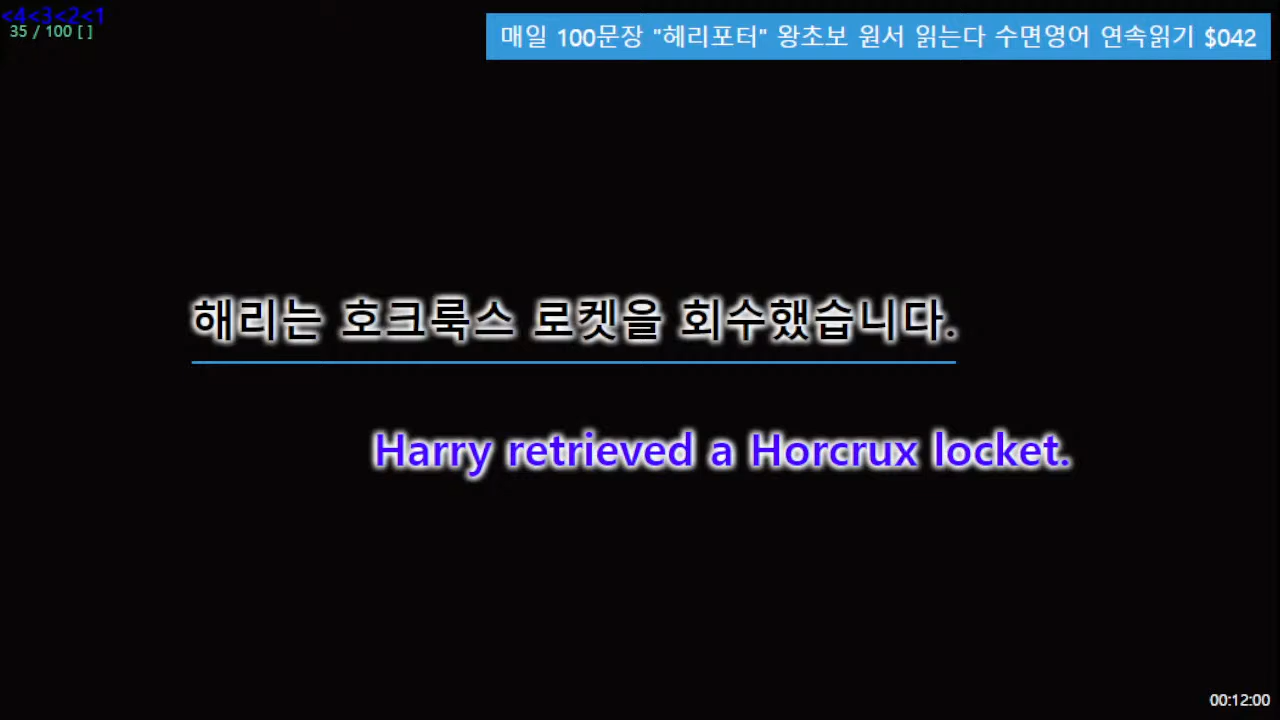 <4<3<2<1
35 / 100 [ ]
매일 100문장 "헤리포터" 왕초보 원서 읽는다 수면영어 연속읽기 $042
해리는 호크룩스 로켓을 회수했습니다.
Harry retrieved a Horcrux locket.
00:12:00